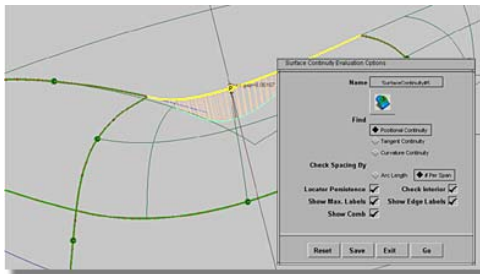 Surface Continuity Evaluation Options
Name SurfaceContinuity#1
Find
Positional Continuity
Tangent Continuity
Curvature Continuity
Check Spacing By
Arc Length # Per Span
Locator Persistence Check Interior
Show Max. Labels Show Edge Labels
Show Comb
Reset Save Exit Go